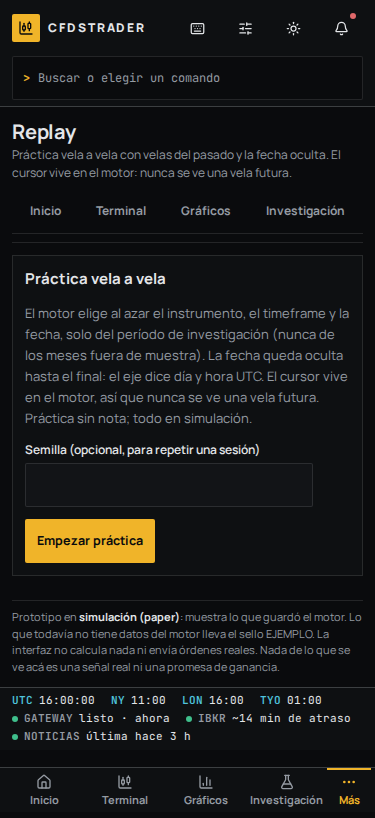 CFDSTRADER
> Buscar o elegir un comando
Replay
Práctica vela a vela con velas del pasado y la fecha oculta. El
cursor vive en el motor: nunca se ve una vela futura.
Inicio Terminal Gráficos Investigación
Práctica vela a vela
El motor elige al azar el instrumento, el timeframe y la
fecha, solo del período de investigación (nunca de
los meses fuera de muestra). La fecha queda oculta
hasta el final: el eje dice día y hora UTC. El cursor vive
en el motor, así que nunca se ve una vela futura.
Práctica sin nota; todo en simulación.
Semilla (opcional, para repetir una sesión)
Empezar práctica
Prototipo en simulación (paper): muestra lo que guardó el motor. Lo
que todavía no tiene datos del motor lleva el sello EJEMPLO. La
interfaz no calcula nada ni envía órdenes reales. Nada de lo que se
ve acá es una señal real ni una promesa de ganancia.
UTC 16:00:00 NY 11:00 LON 16:00 TYO 01:00
GATEWAY listo · ahora IBKR ~14 min de atraso
NOTICIAS última hace 3 h
Inicio Terminal Gráficos Investigación Más